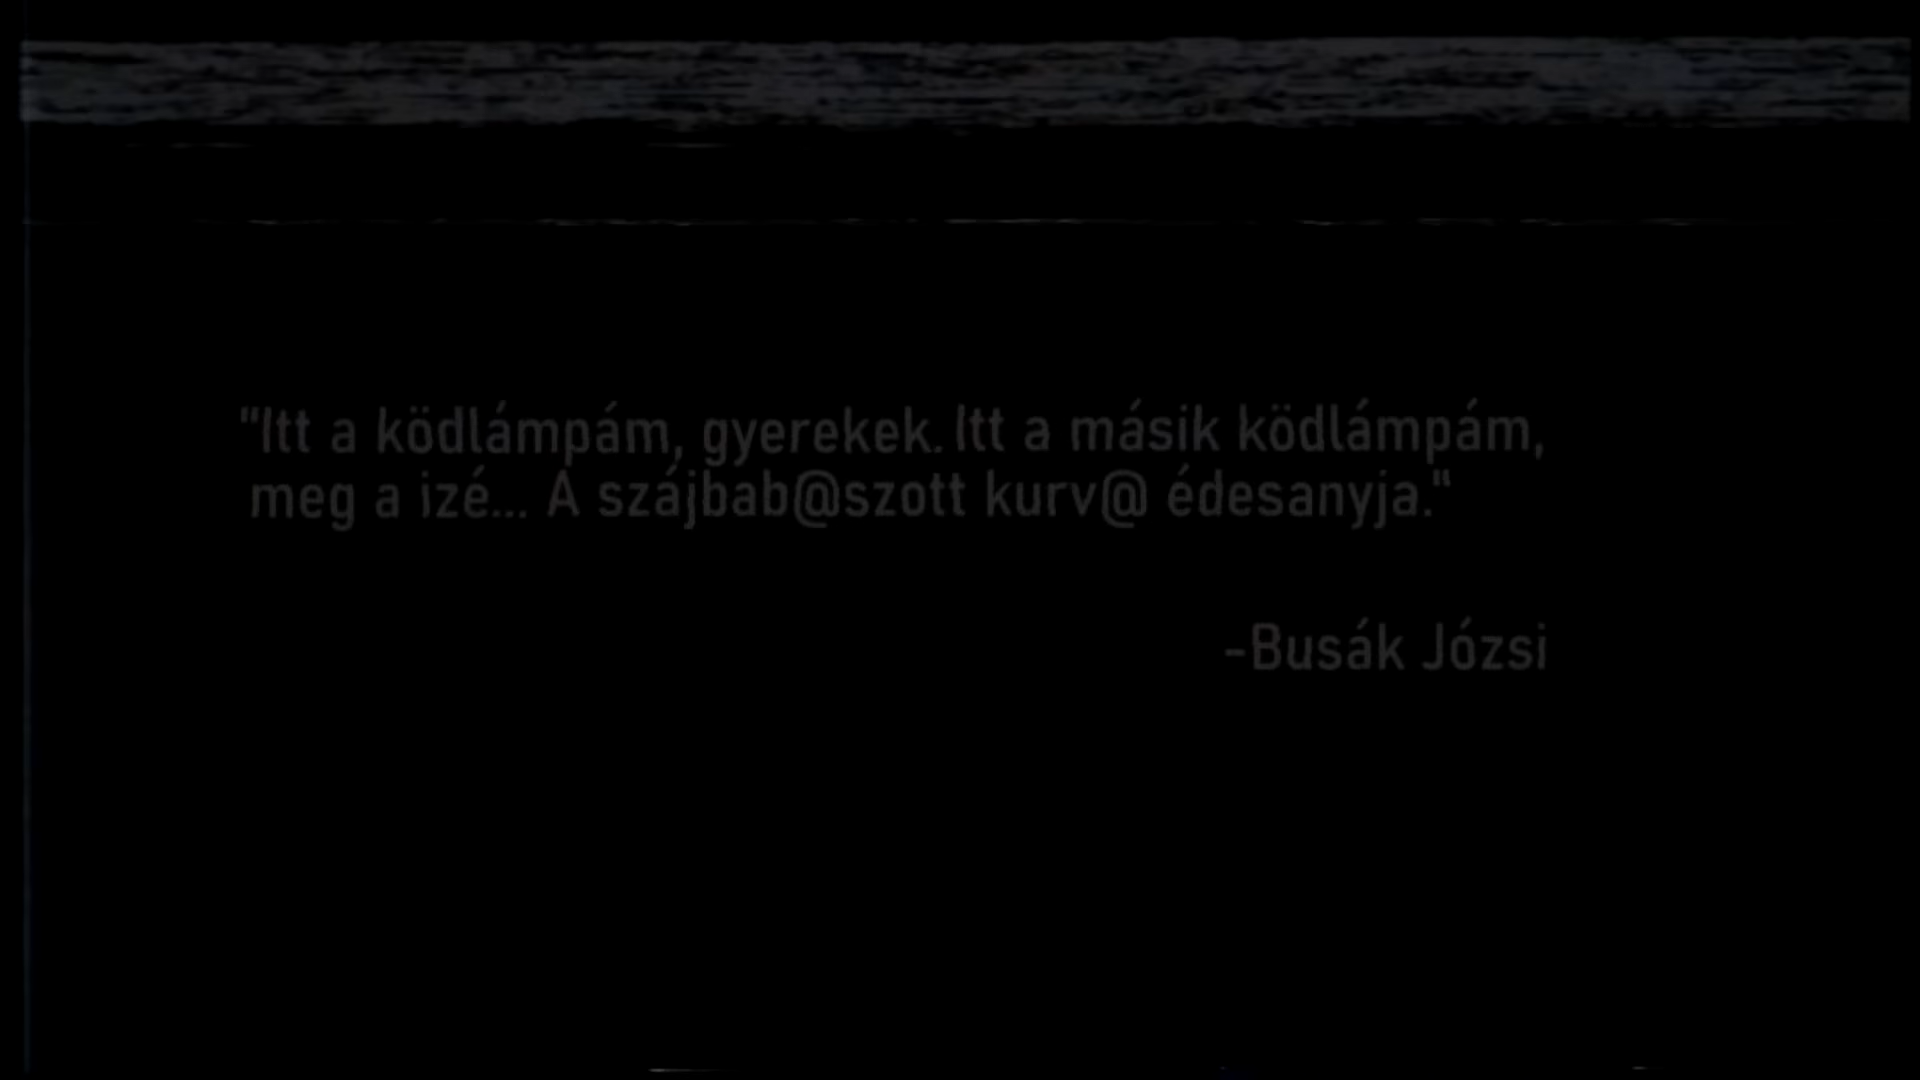 "Itt a ködlámpám, gyerekek. Itt a másik ködlámpám,
meg a izé... A szájbab@szott kurv@ édesanyja."
-Busák Józsi